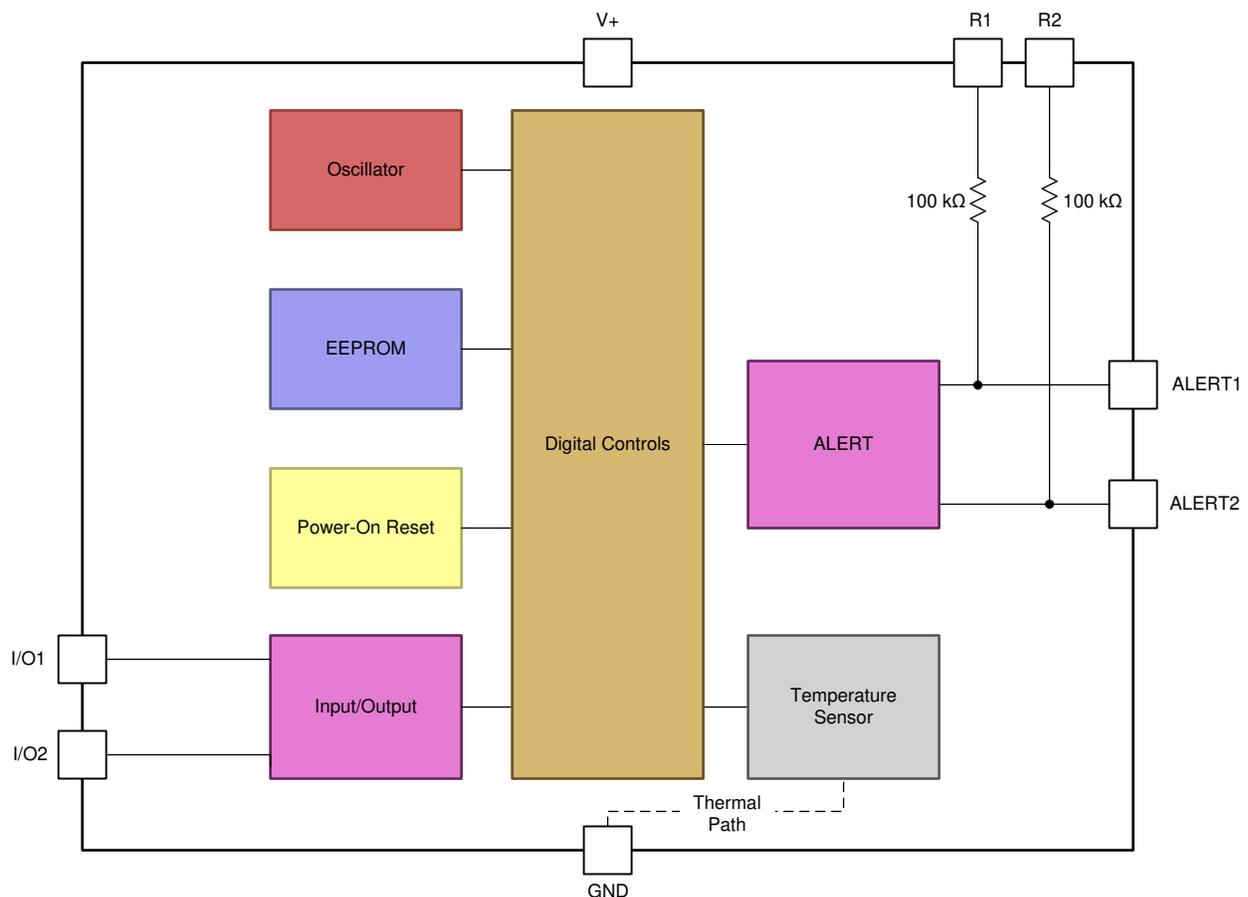 V+
R1
R2
Oscillator
100 kΩ
100 kΩ
EEPROM
ALERT1
Digital Controls
ALERT
ALERT2
Power-On Reset
I/O1
Input/Output
Temperature
Sensor
I/O2
Thermal
Path
GND